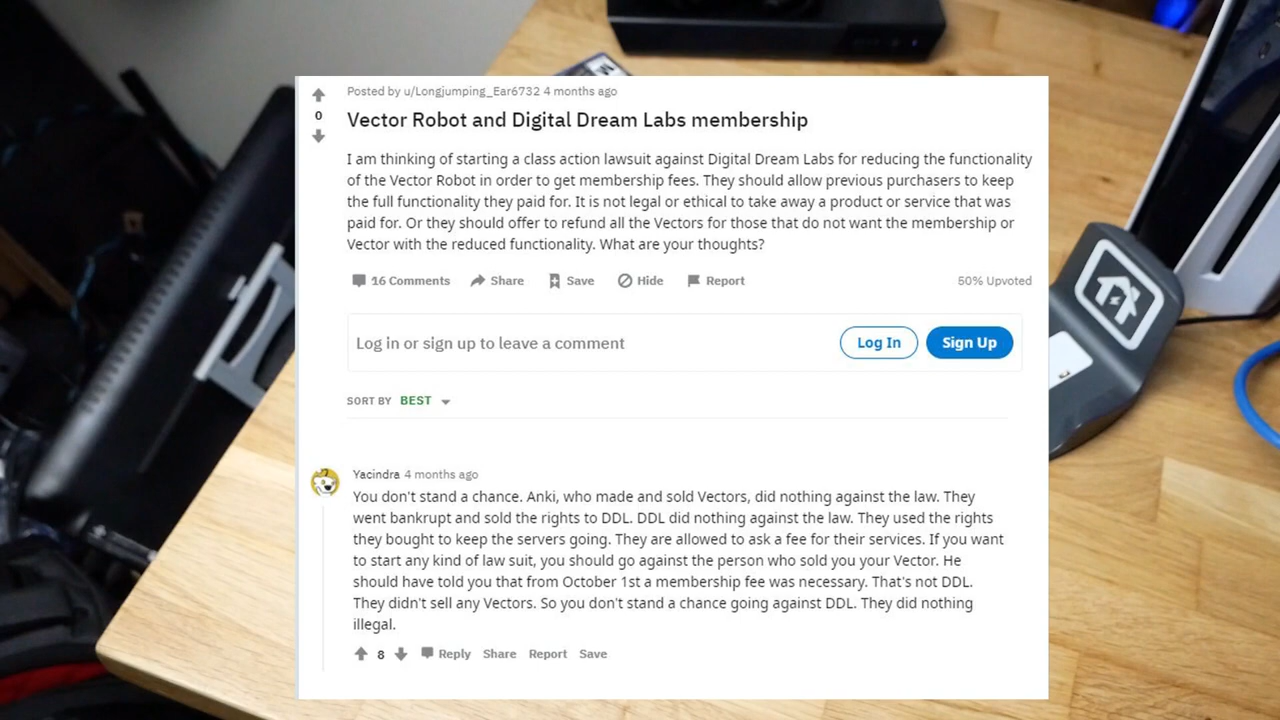 Posted by u/Longjumping_Ear6732 4 months ago
0
Vector Robot and Digital Dream Labs membership
I am thinking of starting a class action lawsuit against Digital Dream Labs for reducing the functionality
of the Vector Robot in order to get membership fees. They should allow previous purchasers to keep
the full functionality they paid for. It is not legal or ethical to take away a product or service that was
paid for. Or they should offer to refund all the Vectors for those that do not want the membership or
Vector with the reduced functionality. What are your thoughts?
16 Comments Share Save Hide Report 50% Upvoted
Log in or sign up to leave a comment Log In Sign Up
SORT BY BEST
Yacindra 4 months ago
You don't stand a chance. Anki, who made and sold Vectors, did nothing against the law. They
went bankrupt and sold the rights to DDL. DDL did nothing against the law. They used the rights
they bought to keep the servers going. They are allowed to ask a fee for their services. If you want
to start any kind of law suit, you should go against the person who sold you your Vector. He
should have told you that from October 1st a membership fee was necessary. That's not DDL.
They didn't sell any Vectors. So you don't stand a chance going against DDL. They did nothing
illegal.
8 Reply Share Report Save